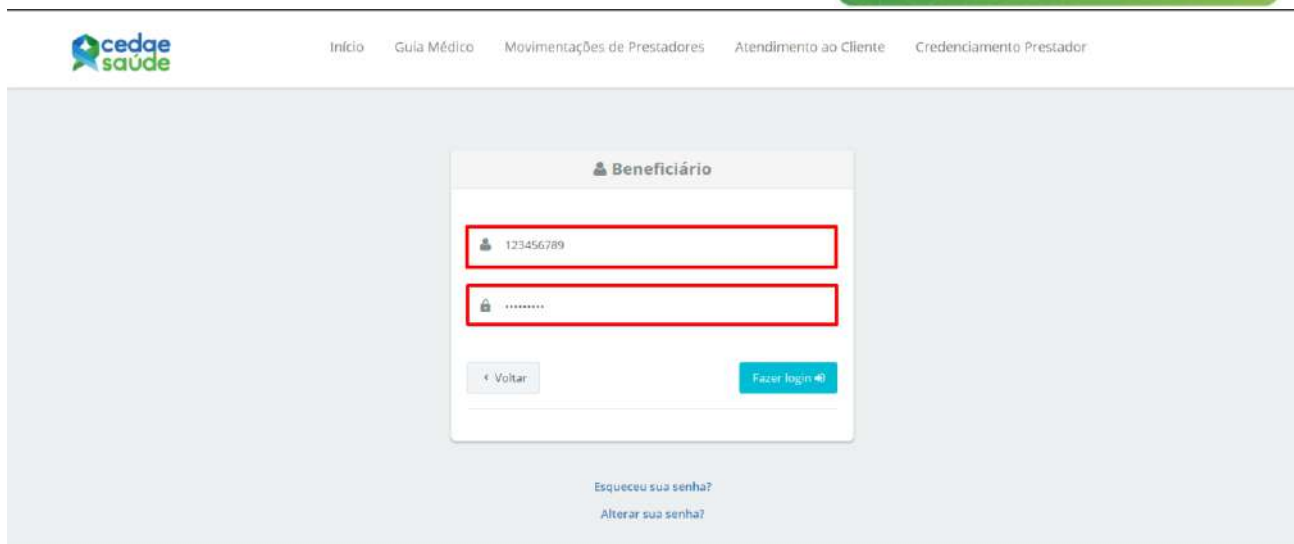 cedae
saúde
Início Guia Médico Movimentações de Prestadores Atendimento ao Cliente Credenciamento Prestador
Beneficiário
123456789
•••••••••
‹ Voltar
Fazer login
Esqueceu sua senha?
Alterar sua senha?